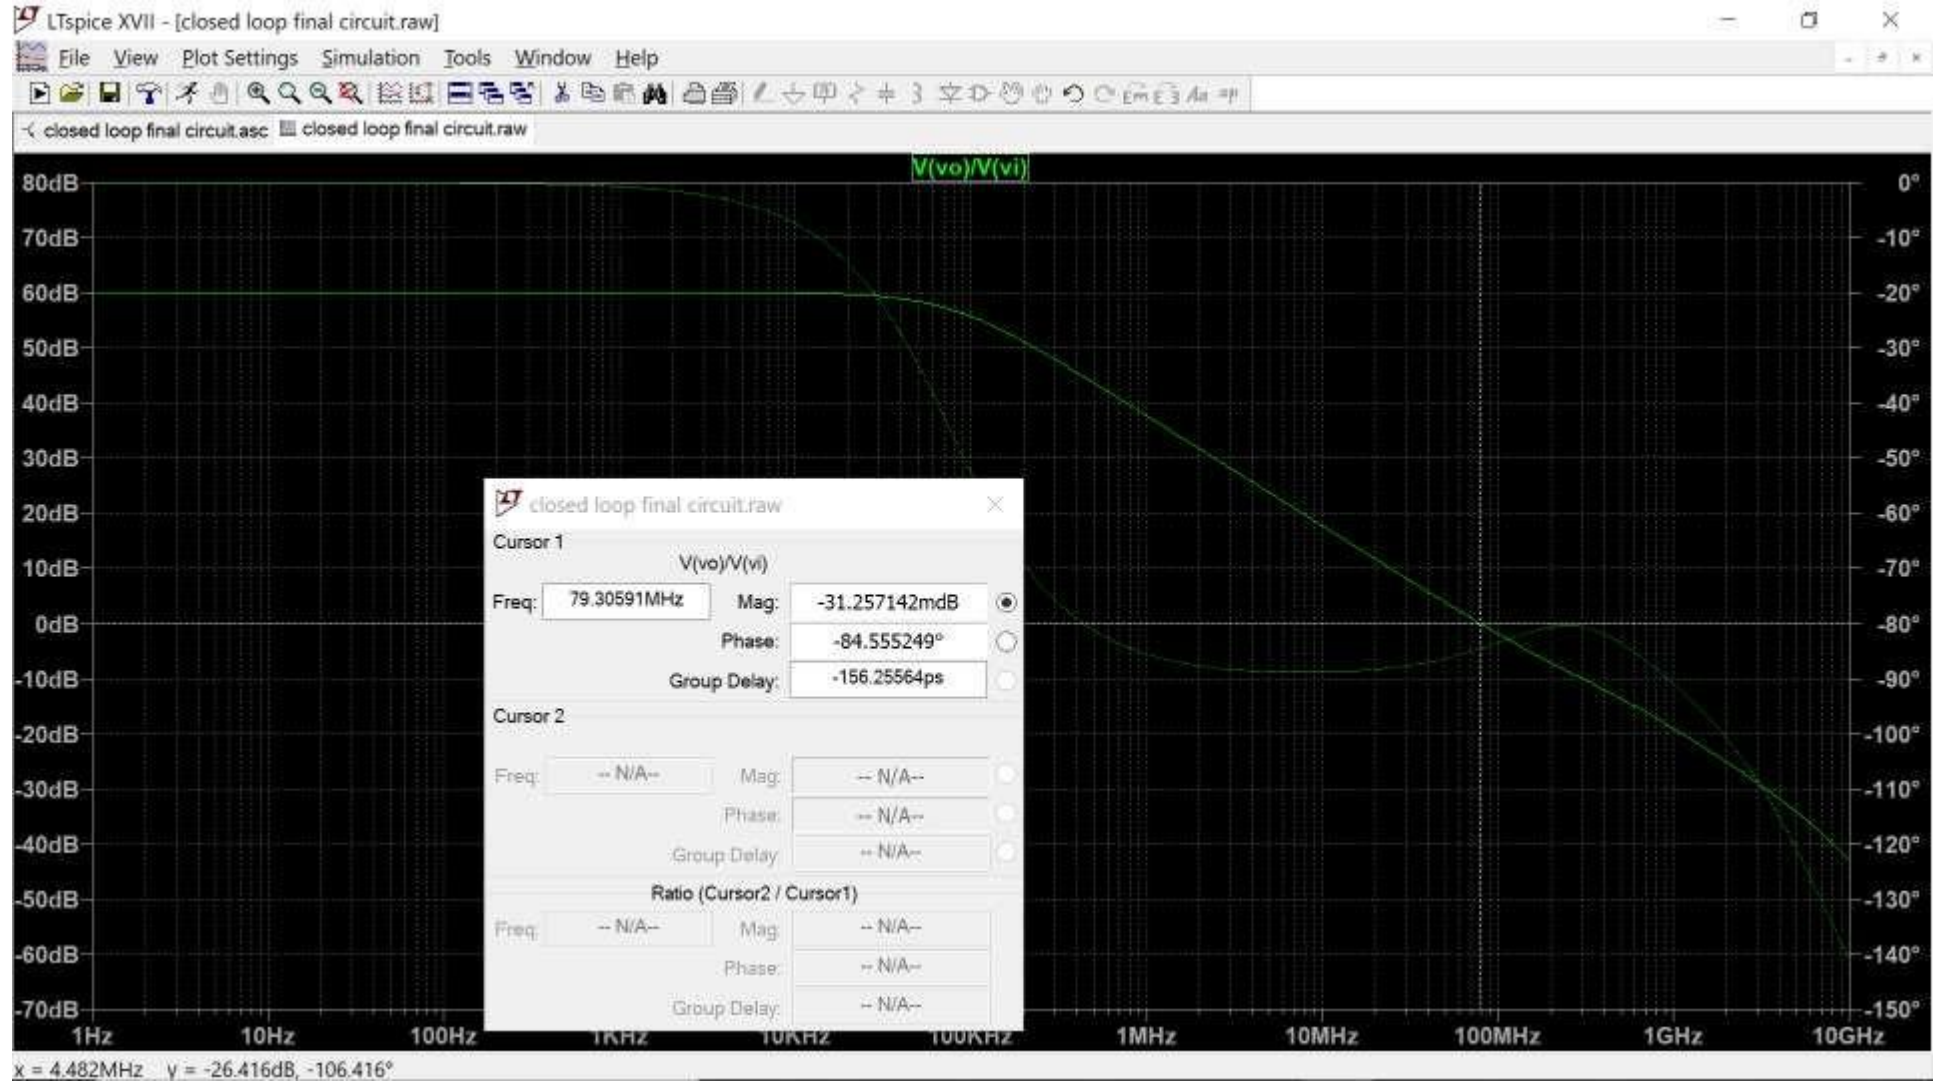 LTspice XVII - [closed loop final circuit.raw]
File View Plot Settings Simulation Tools Window Help
closed loop final circuit.asc closed loop final circuit.raw
V(vo)/V(vi)
80dB 0°
70dB -10°
60dB -20°
50dB -30°
40dB -40°
30dB -50°
20dB -60°
10dB -70°
0dB -80°
-10dB -90°
-20dB -100°
-30dB -110°
-40dB -120°
-50dB -130°
-60dB -140°
-70dB -150°
closed loop final circuit.raw
Cursor 1
V(vo)/V(vi)
Freq: 79.30591MHz Mag: -31.257142mdB
Phase: -84.555249°
Group Delay: -156.25564ps
Cursor 2
Freq: -- N/A-- Mag: -- N/A--
Phase: -- N/A--
Group Delay: -- N/A--
Ratio (Cursor2 / Cursor1)
Freq: -- N/A-- Mag: -- N/A--
Phase: -- N/A--
Group Delay: -- N/A--
1Hz 10Hz 100Hz 1KHz 10KHz 100KHz 1MHz 10MHz 100MHz 1GHz 10GHz
x = 4.482MHz y = -26.416dB, -106.416°